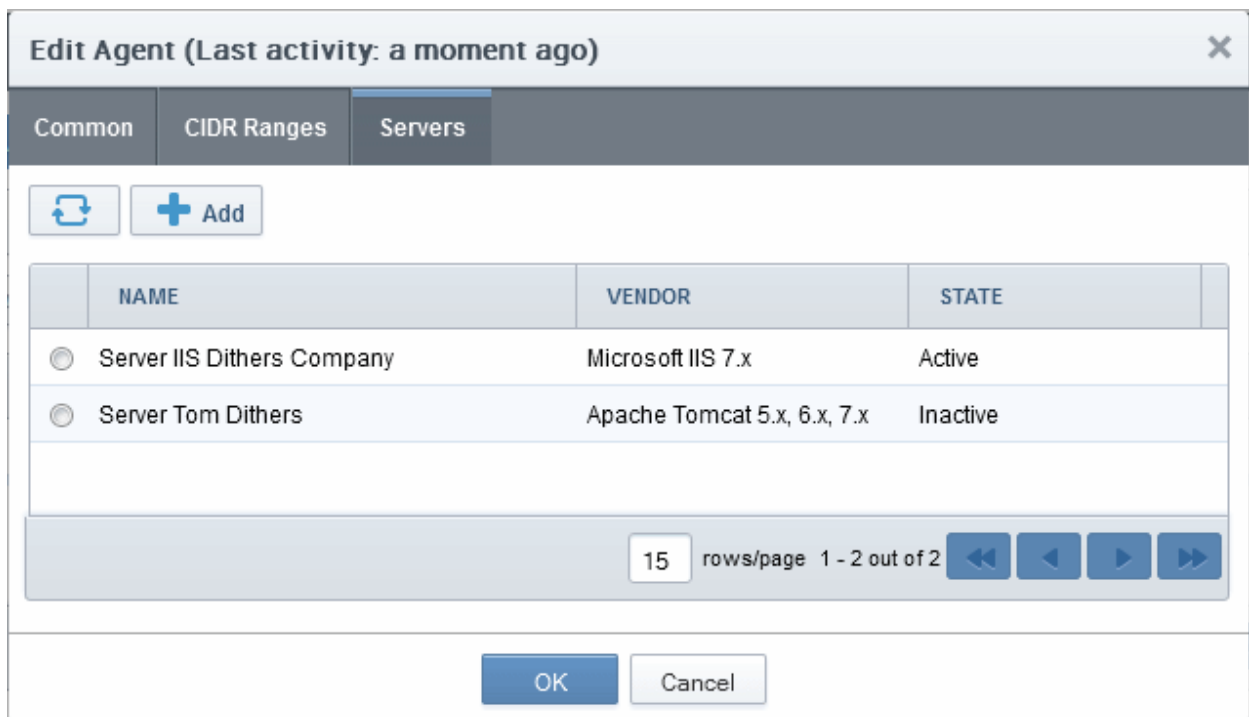 Edit Agent (Last activity: a moment ago)
Common CIDR Ranges Servers
Add
NAME VENDOR STATE
Server IIS Dithers Company Microsoft IIS 7.x Active
Server Tom Dithers Apache Tomcat 5.x, 6.x, 7.x Inactive
15 rows/page 1 - 2 out of 2
OK Cancel